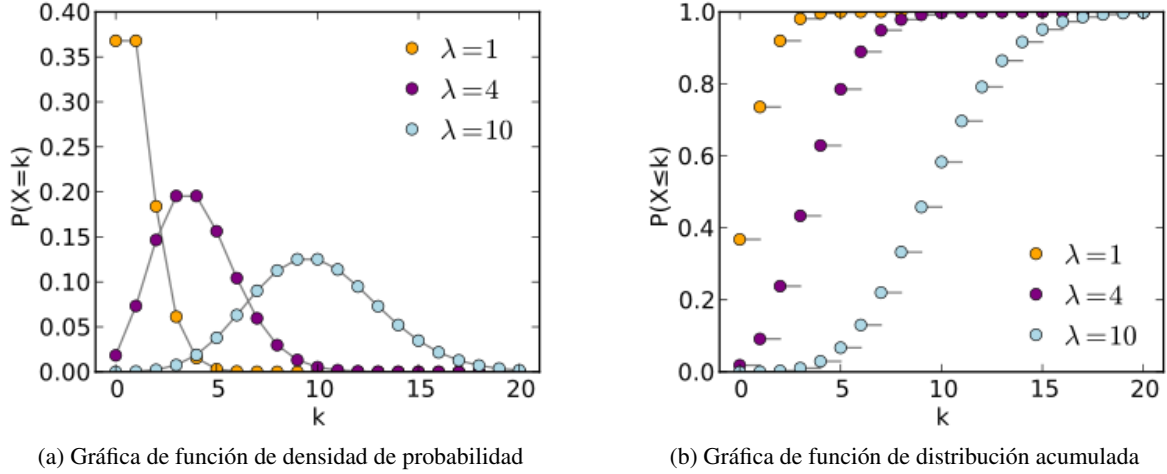 0.40
0.35
0.30
0.25
0.20
0.15
0.10
0.05
0.00
P(X=k)
0
5
10
15
20
k
λ=1
λ=4
λ=10
(a) Gráfica de función de densidad de probabilidad
1.0
0.8
0.6
0.4
0.2
0.0
P(X≤k)
0
5
10
15
20
k
λ=1
λ=4
λ=10
(b) Gráfica de función de distribución acumulada